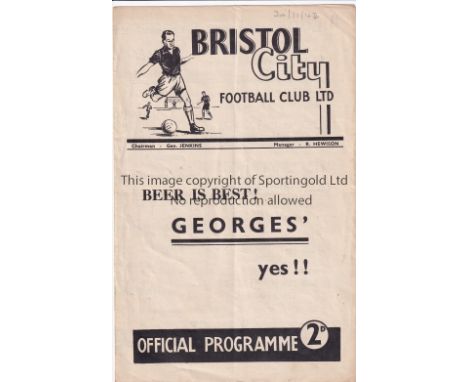 BRISTOL
City
FOOTBALL CLUB LTD
Chairman - Geo. JENKINS Manager - R. HEWISON
This image copyright of Sportingold Ltd
BEER IS BEST!
No reproduction allowed
GEORGES'
yes!!
OFFICIAL PROGRAMME 2D